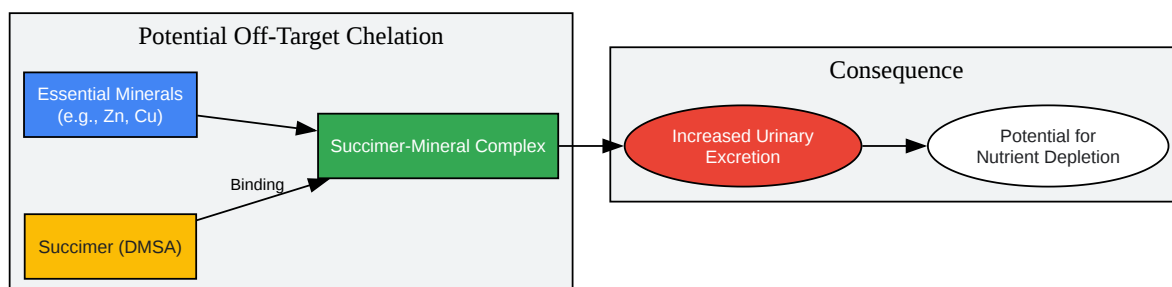 Potential Off-Target Chelation
Essential Minerals
(e.g., Zn, Cu)
Succimer-Mineral Complex
Binding
Succimer (DMSA)
Consequence
Increased Urinary
Excretion
Potential for
Nutrient Depletion